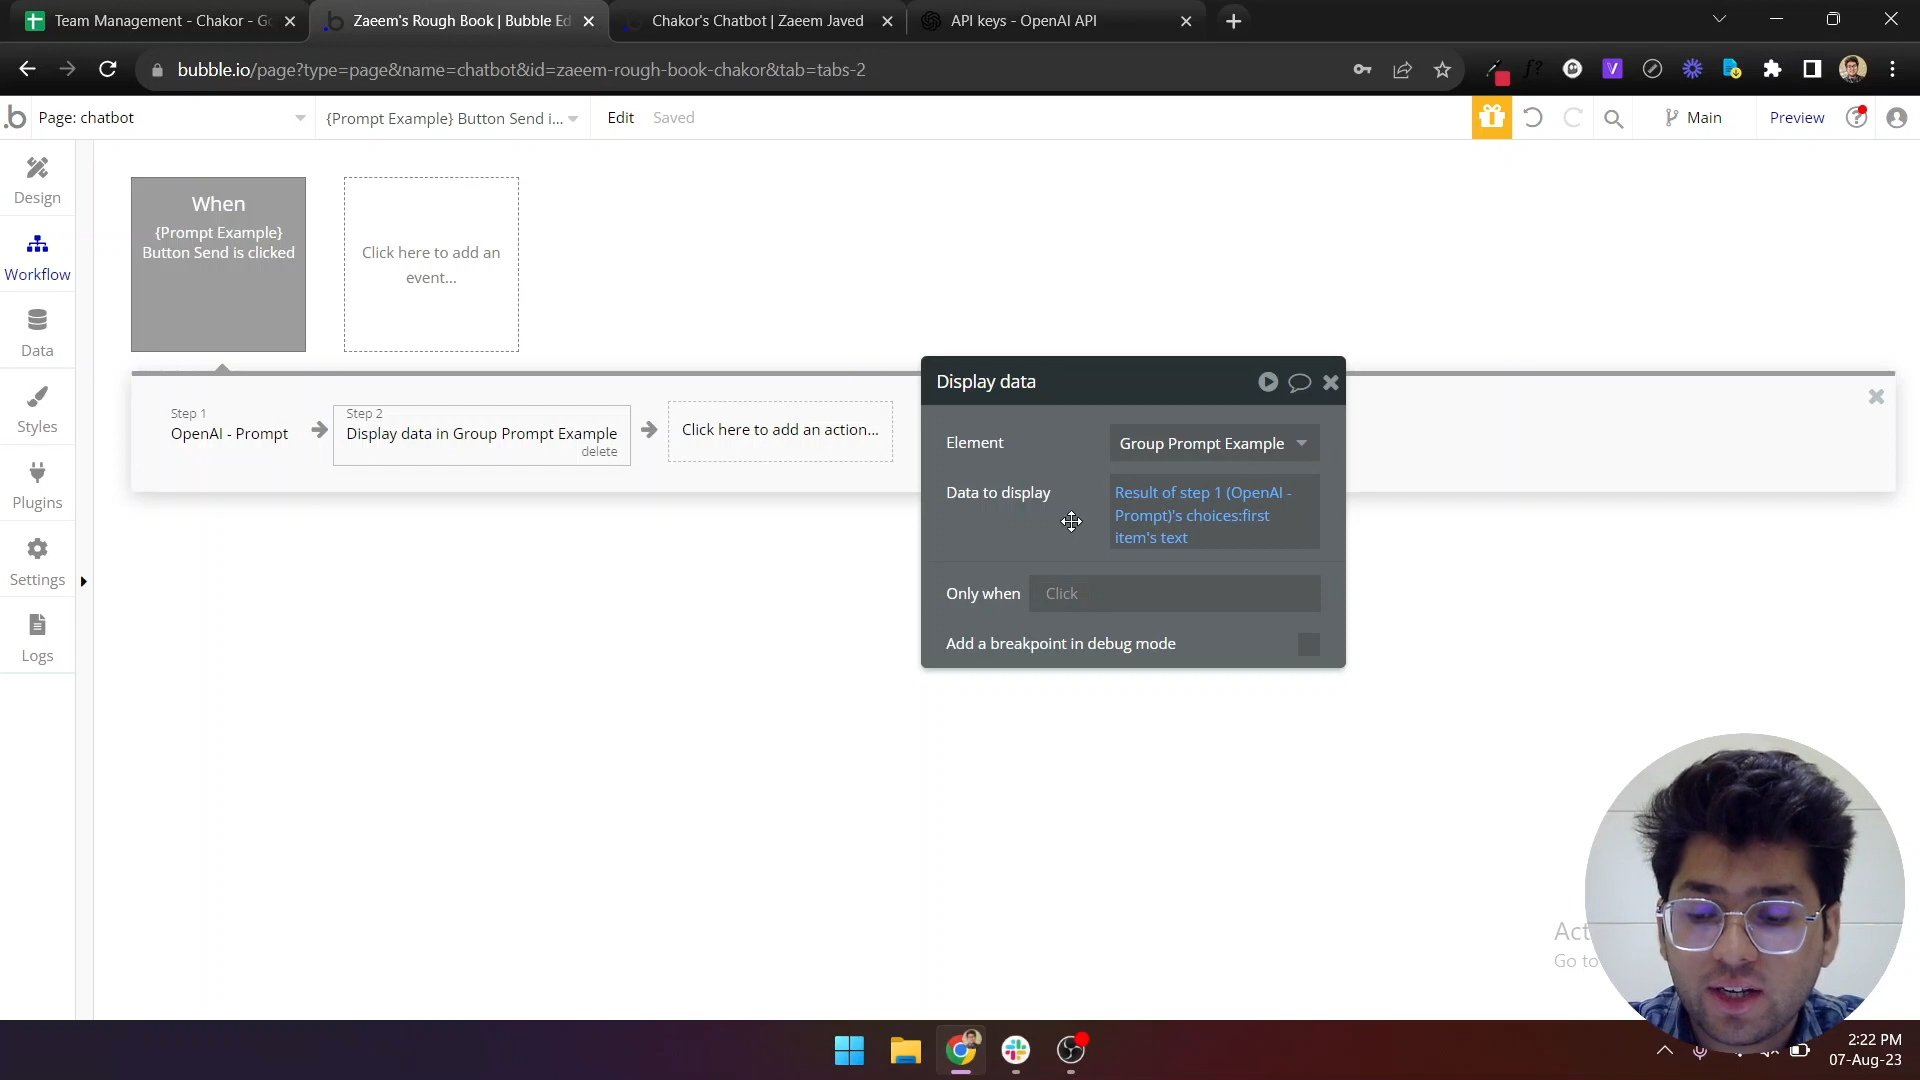 Team Management - Chakor - Go
Zaeem's Rough Book | Bubble Ed
Chakor's Chatbot | Zaeem Javed
API keys - OpenAI API
bubble.io/page?type=page&name=chatbot&id=zaeem-rough-book-chakor&tab=tabs-2
Page: chatbot
{Prompt Example} Button Send i...
Edit
Saved
Main
Preview
Design
Workflow
Data
Styles
Plugins
Settings
Logs
When
{Prompt Example}
Button Send is clicked
Click here to add an
event...
Step 1
OpenAI - Prompt
Step 2
Display data in Group Prompt Example
delete
Click here to add an action...
Display data
Element
Group Prompt Example
Data to display
Result of step 1 (OpenAI -
Prompt)'s choices:first
item's text
Only when
Click
Add a breakpoint in debug mode
Act
Go to
2:22 PM
07-Aug-23